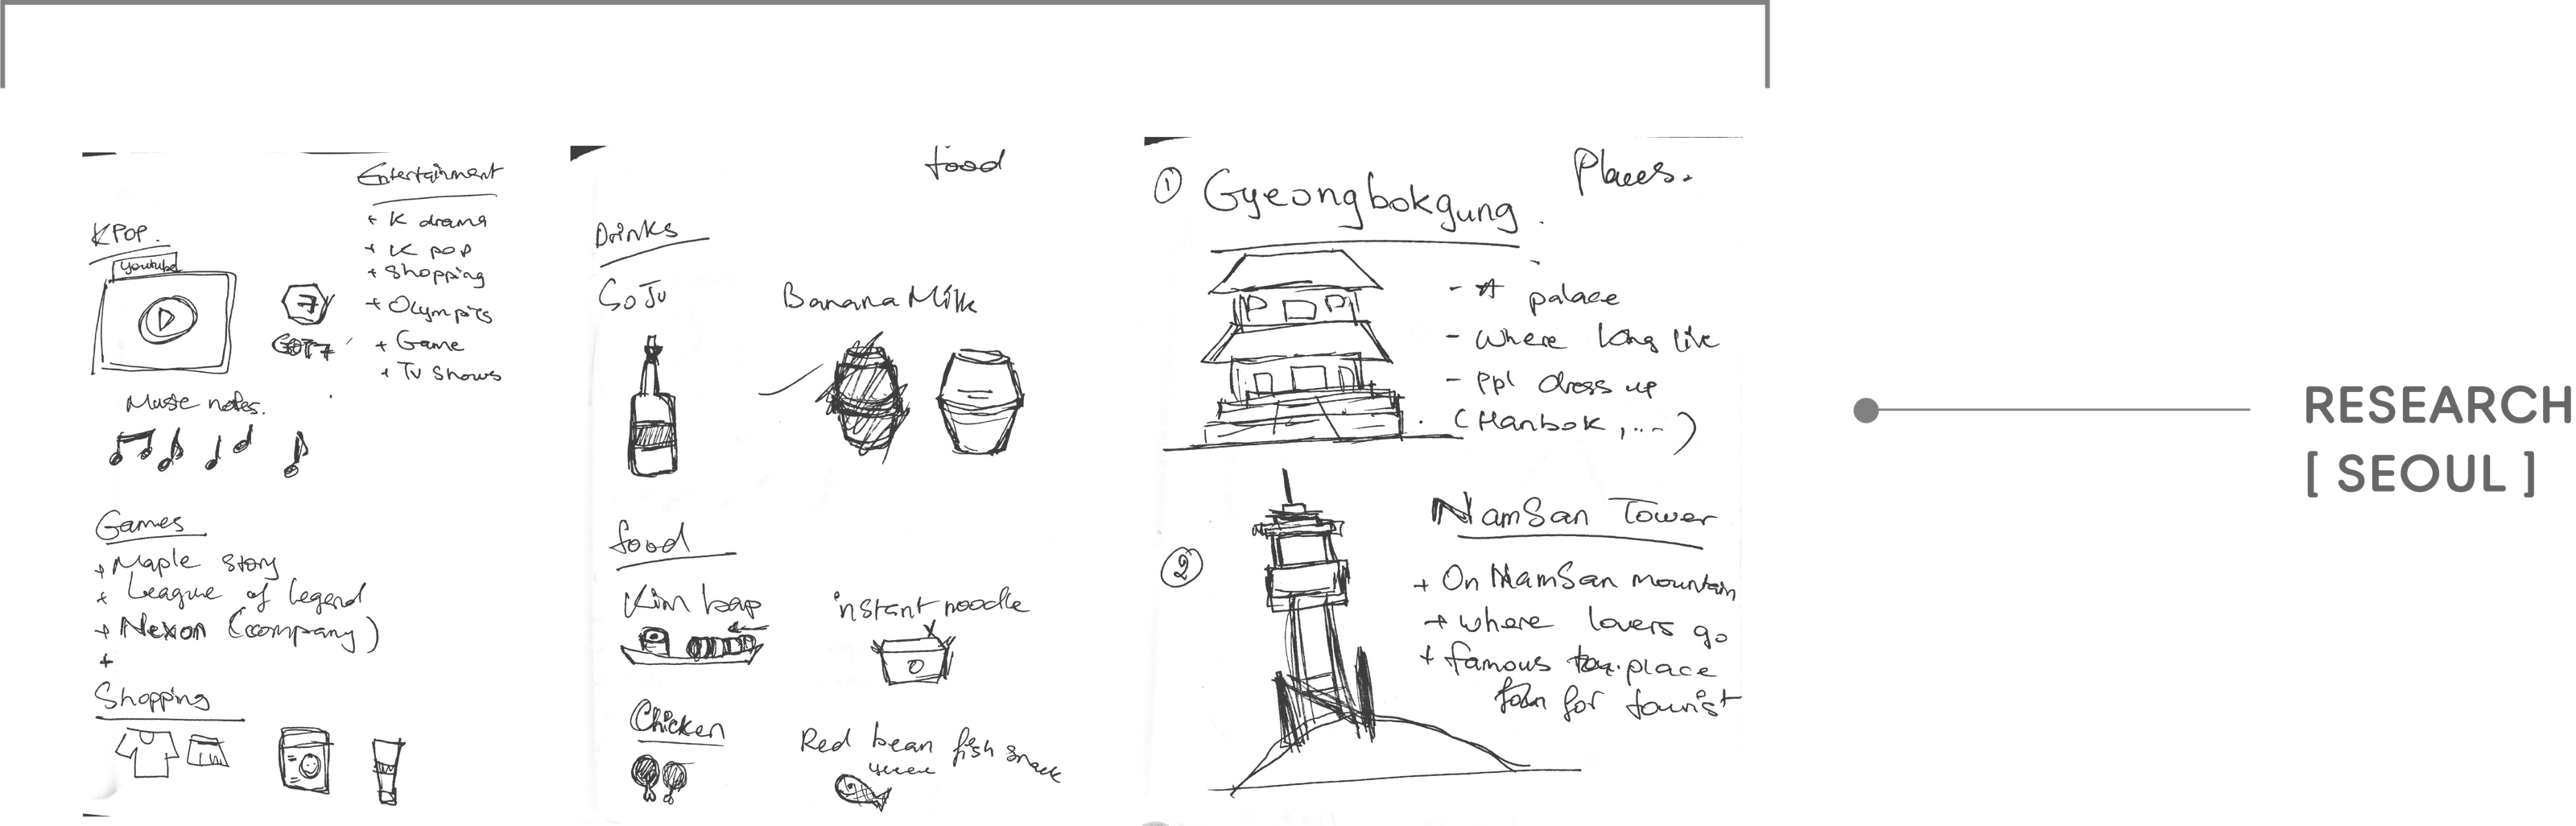 Entertainment
+ K drama
+ K pop
+ Shopping
+ Olympics
+ Game
+ TV Shows
KPOP.
Youtube
7
GOT7
Music notes.
Games
+ Maple story
+ League of legend
+ Nexon (company)
+
Shopping
food
Drinks
SoJu
Banana Milk
food
Kim bap
instant noodle
Chicken
Red bean fish snack
Places.
① Gyeongbokgung.
- A palace
- Where king live
- ppl dress up
(Hanbok, ...)
②
NamSan Tower
+ On NamSan mountain
+ where lovers go
+ famous place
for tourist
RESEARCH
[ SEOUL ]